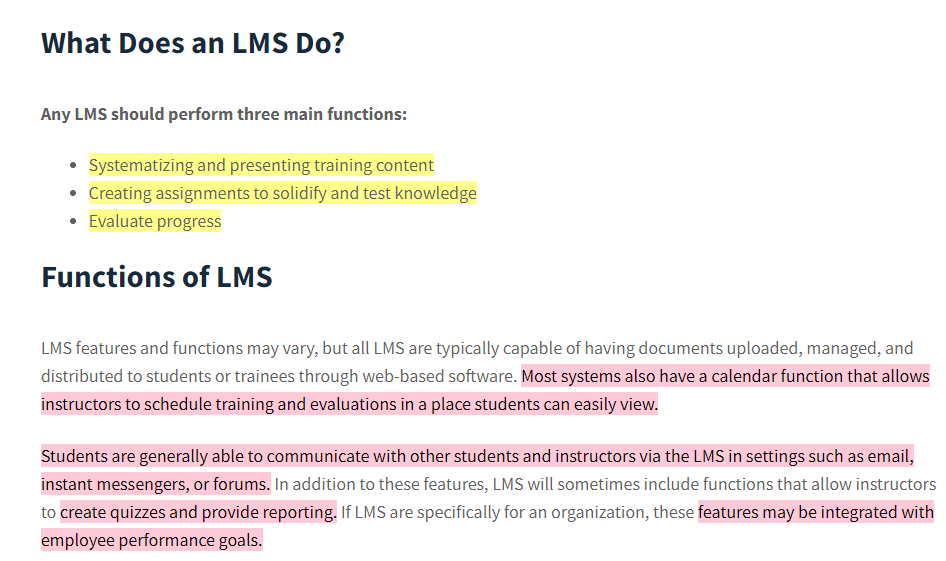 What Does an LMS Do?
Any LMS should perform three main functions:
Systematizing and presenting training content
Creating assignments to solidify and test knowledge
Evaluate progress
Functions of LMS
LMS features and functions may vary, but all LMS are typically capable of having documents uploaded, managed, and
distributed to students or trainees through web-based software. Most systems also have a calendar function that allows
instructors to schedule training and evaluations in a place students can easily view.
Students are generally able to communicate with other students and instructors via the LMS in settings such as email,
instant messengers, or forums. In addition to these features, LMS will sometimes include functions that allow instructors
to create quizzes and provide reporting. If LMS are specifically for an organization, these features may be integrated with
employee performance goals.